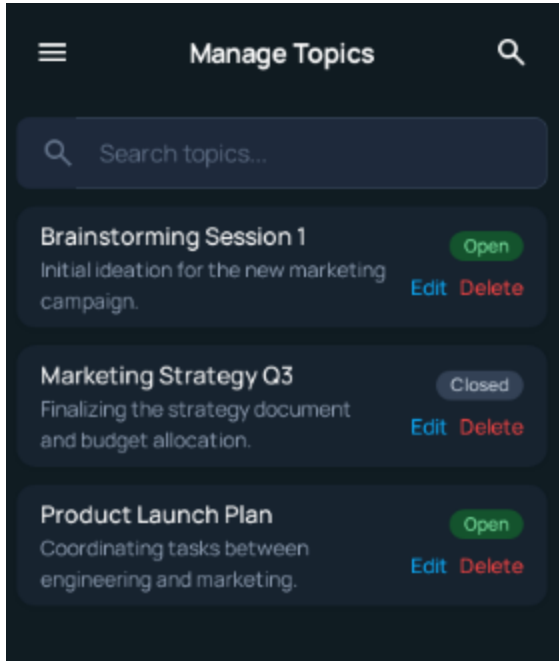 Manage Topics
Search topics...
Brainstorming Session 1
Open
Initial ideation for the new marketing
campaign.
Edit Delete
Marketing Strategy Q3
Closed
Finalizing the strategy document
and budget allocation.
Edit Delete
Product Launch Plan
Open
Coordinating tasks between
engineering and marketing.
Edit Delete